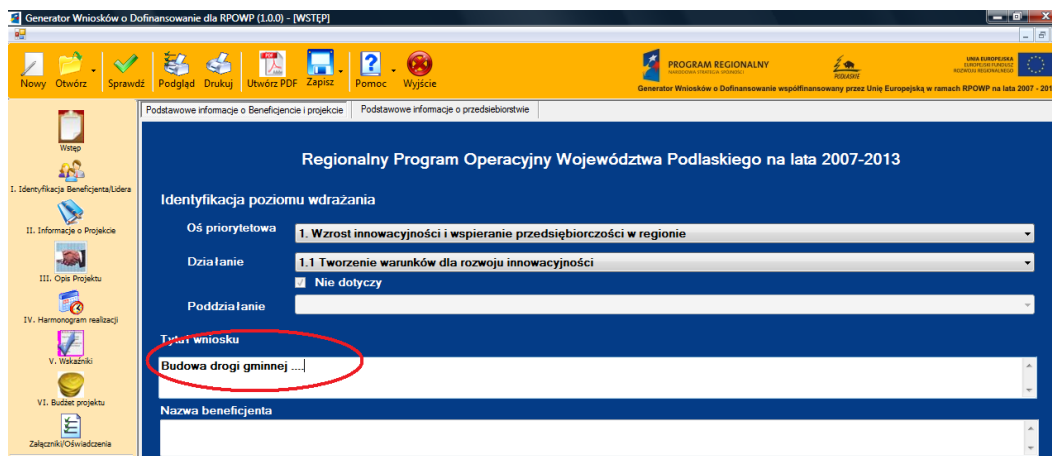 Generator Wniosków o Dofinansowanie dla RPOWP (1.0.0) - [WSTĘP]
Nowy Otwórz Sprawdź Podgląd Drukuj Utwórz PDF Zapisz Pomoc Wyjście
PROGRAM REGIONALNY
NARODOWA STRATEGIA SPÓJNOŚCI
PODLASKIE
UNIA EUROPEJSKA
EUROPEJSKI FUNDUSZ
ROZWOJU REGIONALNEGO
Generator Wniosków o Dofinansowanie współfinansowany przez Unię Europejską w ramach RPOWP na lata 2007 - 201
Podstawowe informacje o Beneficjencie i projekcie Podstawowe informacje o przedsiebiorstwie
Wstęp
I. Identyfikacja Beneficjenta/Lidera
II. Informacje o Projekcie
III. Opis Projektu
IV. Harmonogram realizacji
V. Wskaźniki
VI. Budżet projektu
Załączniki/Oświadczenia
Regionalny Program Operacyjny Województwa Podlaskiego na lata 2007-2013
Identyfikacja poziomu wdrażania
Oś priorytetowa 1. Wzrost innowacyjności i wspieranie przedsiębiorczości w regionie
Działanie 1.1 Tworzenie warunków dla rozwoju innowacyjności
Nie dotyczy
Poddziałanie
Tytuł wniosku
Budowa drogi gminnej ....
Nazwa beneficjenta